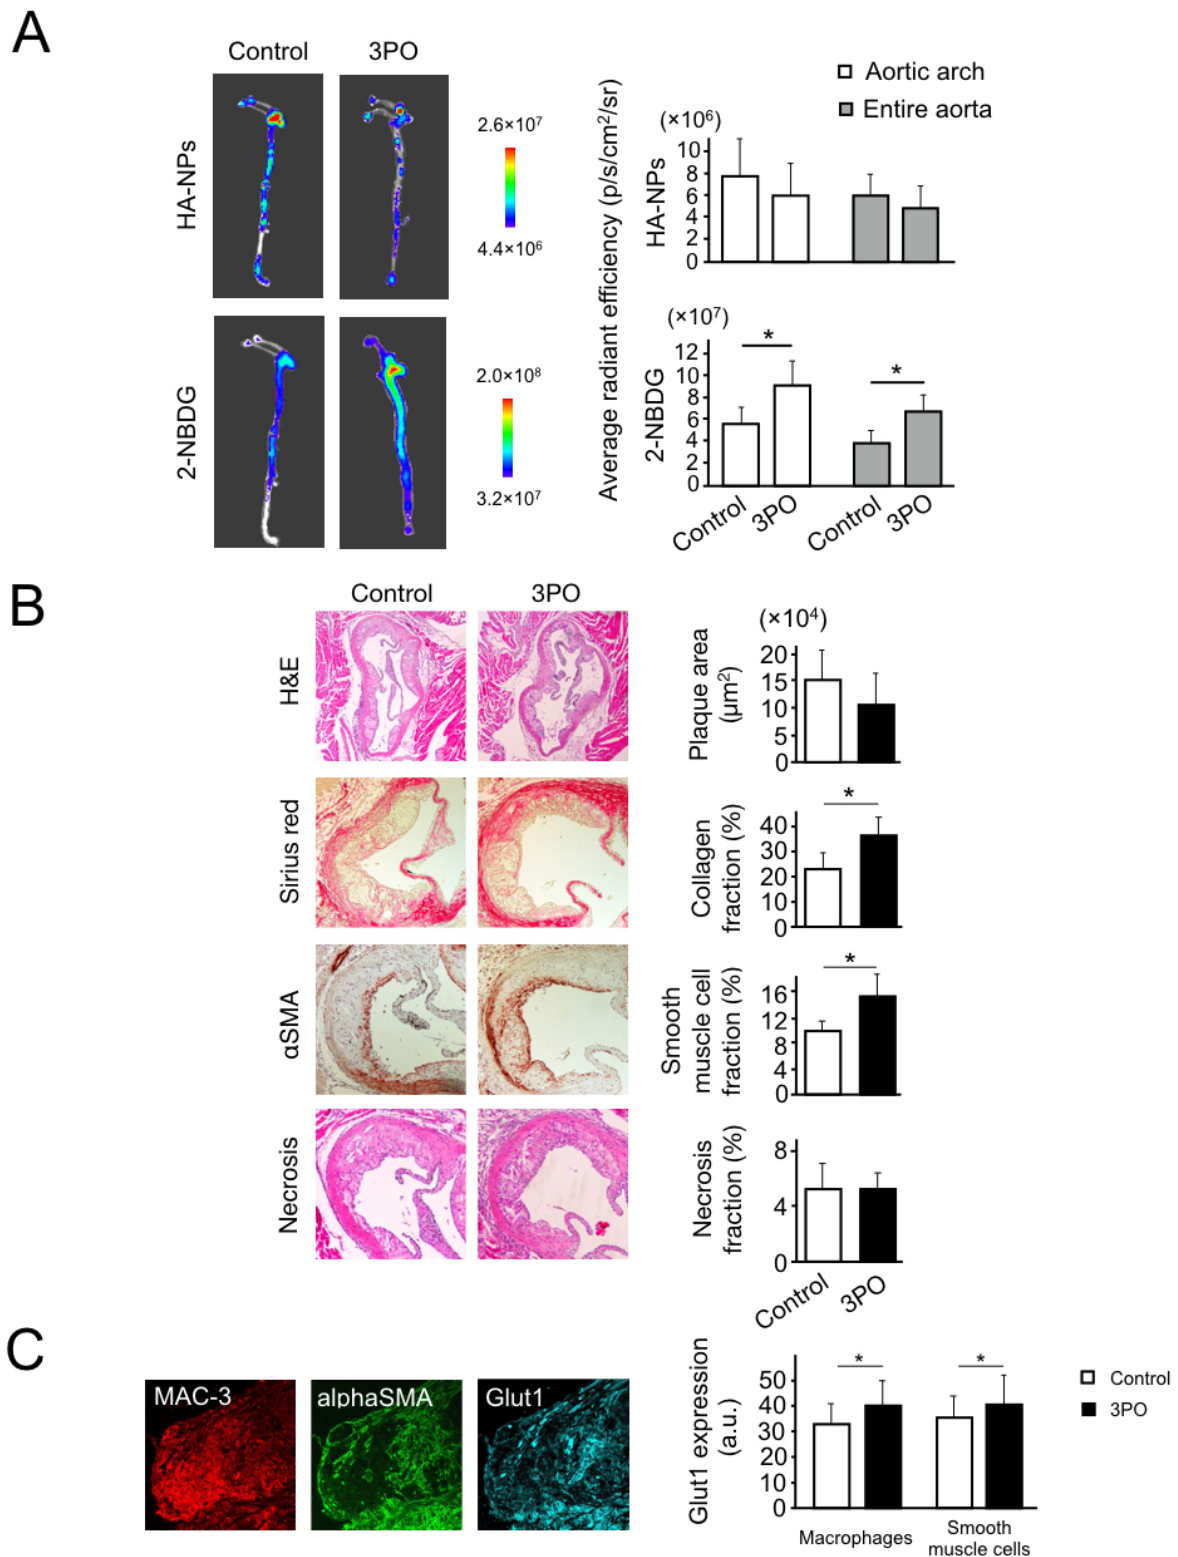 A
Control
3PO
HA-NPs
2.6×10⁷
4.4×10⁶
2-NBDG
2.0×10⁸
3.2×10⁷
Average radiant efficiency (p/s/cm²/sr)
Aortic arch
Entire aorta
(×10⁶)
HA-NPs
10
8
6
4
2
0
(×10⁷)
2-NBDG
12
10
8
6
4
2
0
*
*
Control
3PO
Control
3PO
B
Control
3PO
H&E
Sirius red
αSMA
Necrosis
(×10⁴)
Plaque area
(μm²)
20
15
10
5
0
Collagen
fraction (%)
40
30
20
10
0
*
Smooth
muscle cell
fraction (%)
16
12
8
4
0
*
Necrosis
fraction (%)
8
4
0
Control
3PO
C
MAC-3
alphaSMA
Glut1
Glut1 expression
(a.u.)
50
40
30
20
10
0
*
*
Macrophages
Smooth
muscle cells
Control
3PO